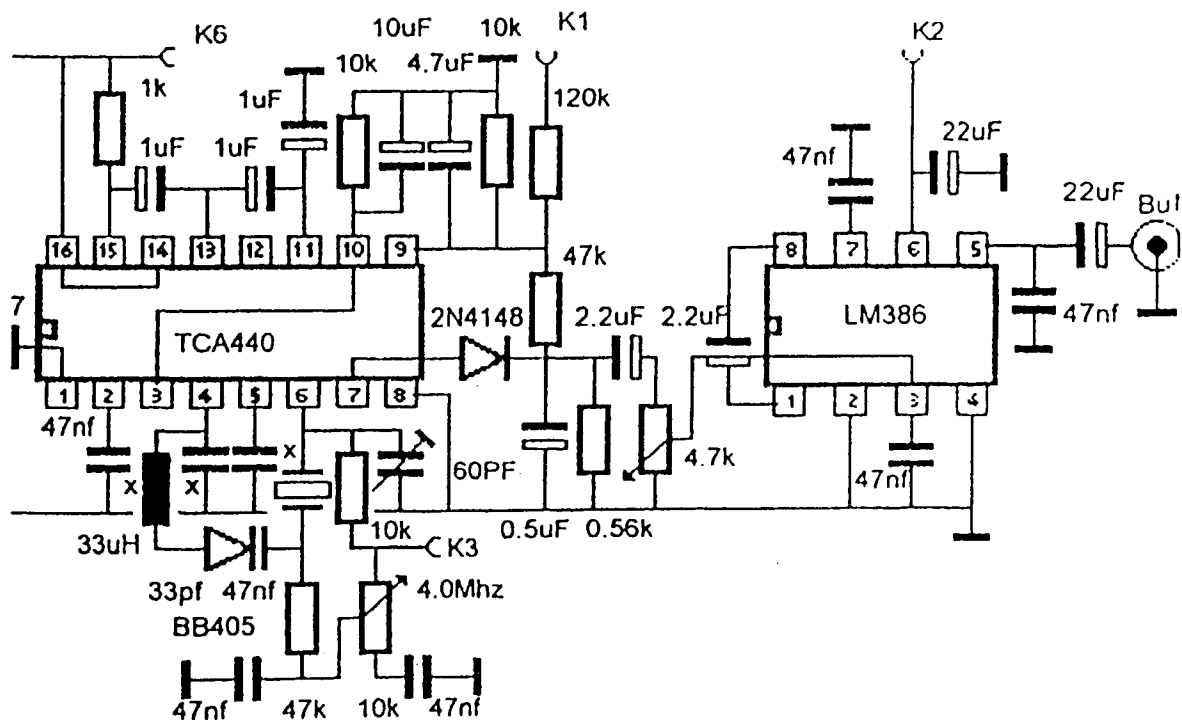 K6
10uF
10k
K1
K2
1k
10k
4.7uF
1uF
120k
22uF
1uF
1uF
47nf
22uF
Bu1
16
15
14
13
12
11
10
9
47k
8
7
6
5
7
TCA440
2N4148
2.2uF
2.2uF
LM386
47nf
1
2
3
4
5
6
7
8
47nf
1
2
3
4
x
4.7k
x
x
60PF
47nf
33uH
10k
K3
0.5uF
0.56k
33pf
47nf
4.0Mhz
BB405
47nf
47k
10k
47nf